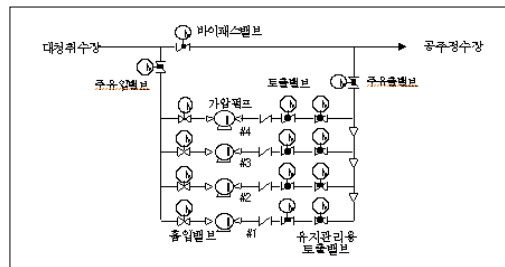 바이패스밸브
대청취수장
공주정수장
주유입밸브
주유출밸브
가압펌프
토출밸브
#4
#3
#2
#1
흡입밸브
유지관리용
토출밸브